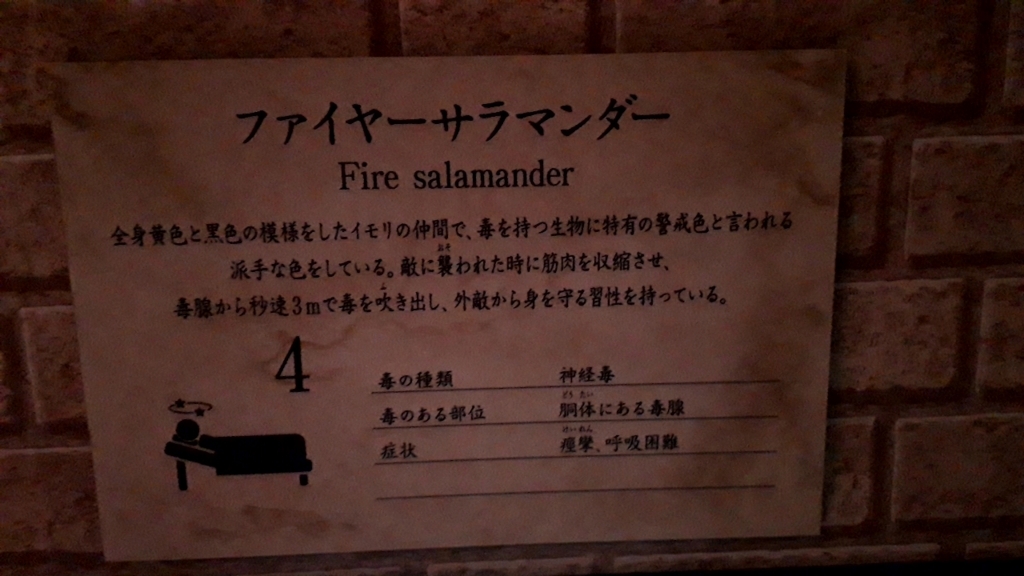 ファイヤーサラマンダー
Fire salamander
全身黄色と黒色の模様をしたイモリの仲間で、毒を持つ生物に特有の警戒色と言われる
派手な色をしている。敵に襲われた時に筋肉を収縮させ、
毒腺から秒速3mで毒を吹き出し、外敵から身を守る習性を持っている。
4
毒の種類 神経毒
毒のある部位 胴体にある毒腺
症状 痙攣、呼吸困難